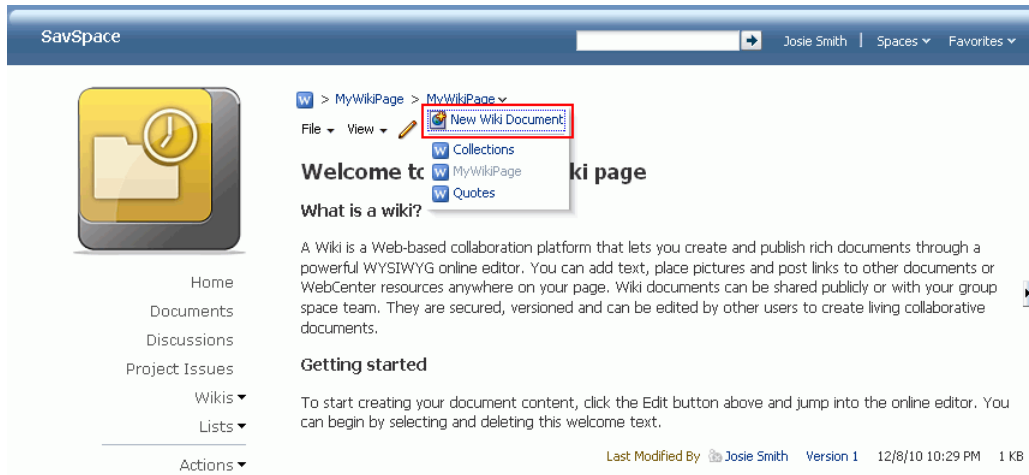 SavSpace
Josie Smith | Spaces Favorites
W > MyWikiPage > MyWikiPage
File View
New Wiki Document
W Collections
W MyWikiPage
W Quotes
Welcome to ki page
What is a wiki?
A Wiki is a Web-based collaboration platform that lets you create and publish rich documents through a
powerful WYSIWYG online editor. You can add text, place pictures and post links to other documents or
WebCenter resources anywhere on your page. Wiki documents can be shared publicly or with your group
space team. They are secured, versioned and can be edited by other users to create living collaborative
documents.
Getting started
To start creating your document content, click the Edit button above and jump into the online editor. You
can begin by selecting and deleting this welcome text.
Last Modified By Josie Smith Version 1 12/8/10 10:29 PM 1 KB
Home
Documents
Discussions
Project Issues
Wikis
Lists
Actions